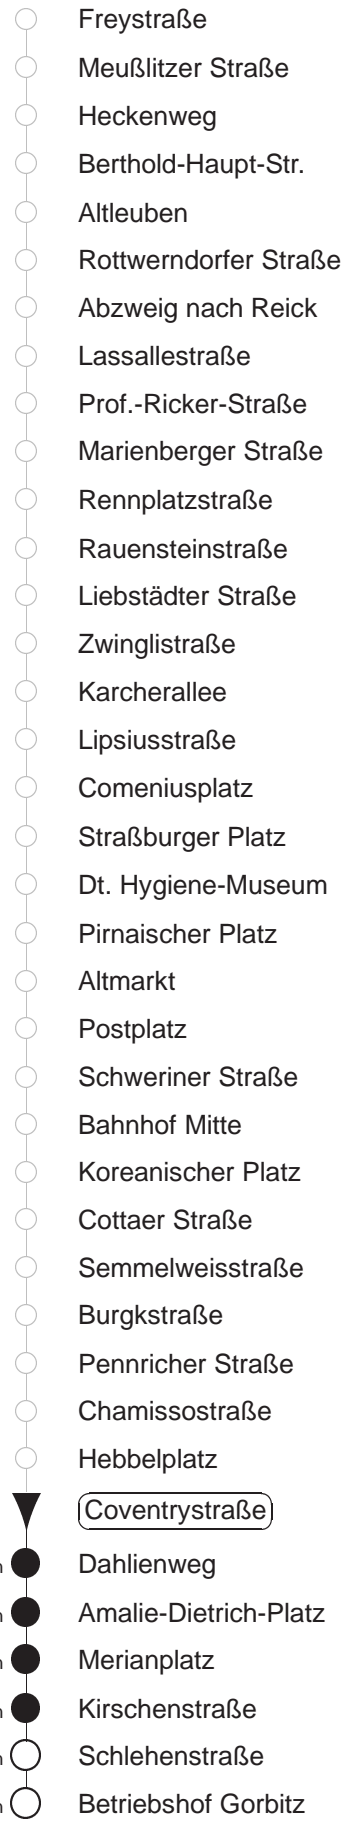 Freystraße
Meußlitzer Straße
Heckenweg
Berthold-Haupt-Str.
Altleuben
Rottwerndorfer Straße
Abzweig nach Reick
Lassallestraße
Prof.-Ricker-Straße
Marienberger Straße
Rennplatzstraße
Rauensteinstraße
Liebstädter Straße
Zwinglistraße
Karcherallee
Lipsiusstraße
Comeniusplatz
Straßburger Platz
Dt. Hygiene-Museum
Pirnaischer Platz
Altmarkt
Postplatz
Schweriner Straße
Bahnhof Mitte
Koreanischer Platz
Cottaer Straße
Semmelweisstraße
Burgkstraße
Pennricher Straße
Chamissostraße
Hebbelplatz
Coventrystraße
Dahlienweg
Amalie-Dietrich-Platz
Merianplatz
Kirschenstraße
Schlehenstraße
Betriebshof Gorbitz